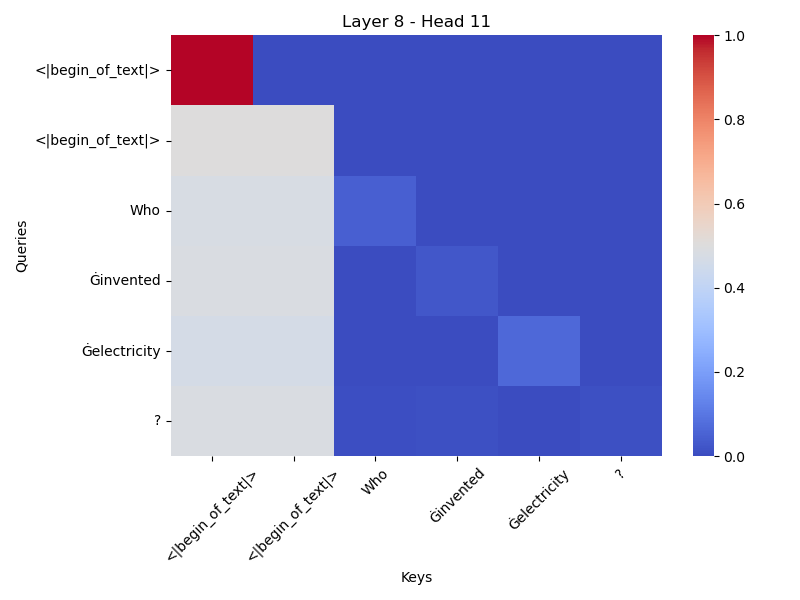 Layer 8 - Head 11
<|begin_of_text|>
<|begin_of_text|>
Who
Ġinvented
Ġelectricity
?
Queries
<|begin_of_text|>
<|begin_of_text|>
Who
Ġinvented
Ġelectricity
?
Keys
1.0
0.8
0.6
0.4
0.2
0.0